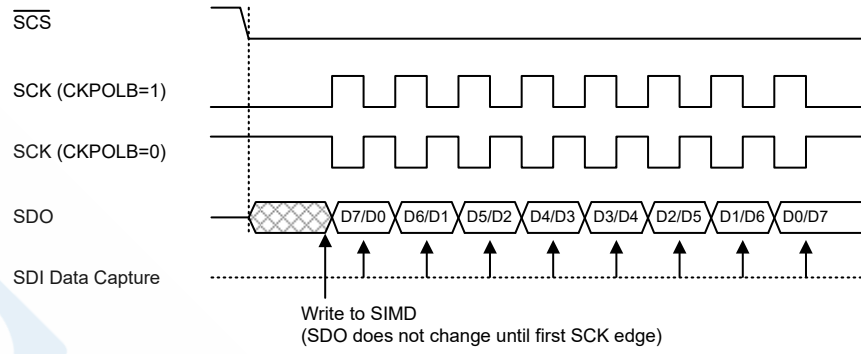 SCS
SCK (CKPOLB=1)
SCK (CKPOLB=0)
SDO
D7/D0 D6/D1 D5/D2 D4/D3 D3/D4 D2/D5 D1/D6 D0/D7
SDI Data Capture
Write to SIMD
(SDO does not change until first SCK edge)